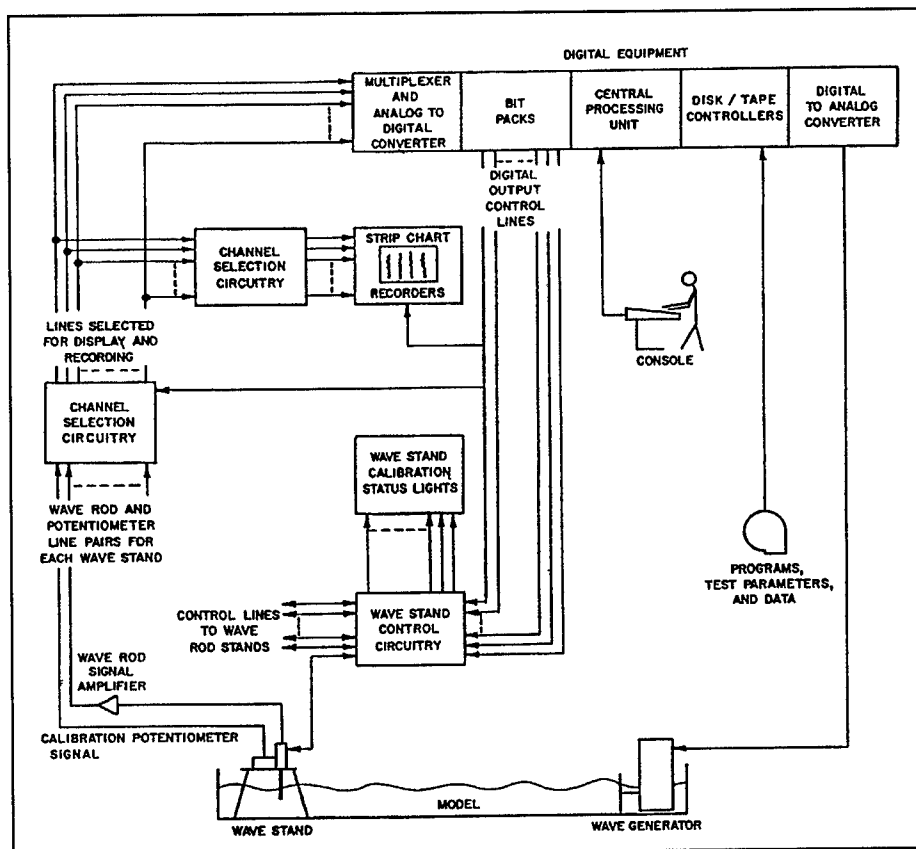 DIGITAL EQUIPMENT
MULTIPLEXER
AND
ANALOG TO
DIGITAL
CONVERTER
BIT
PACKS
CENTRAL
PROCESSING
UNIT
DISK / TAPE
CONTROLLERS
DIGITAL
TO ANALOG
CONVERTER
DIGITAL
OUTPUT
CONTROL
LINES
CHANNEL
SELECTION
CIRCUITRY
STRIP CHART
RECORDERS
LINES SELECTED
FOR DISPLAY AND
RECORDING
CONSOLE
CHANNEL
SELECTION
CIRCUITRY
WAVE STAND
CALIBRATION
STATUS LIGHTS
WAVE ROD AND
POTENTIOMETER
LINE PAIRS FOR
EACH WAVE STAND
PROGRAMS,
TEST PARAMETERS,
AND DATA
CONTROL LINES
TO WAVE
ROD STANDS
WAVE STAND
CONTROL
CIRCUITRY
WAVE ROD
SIGNAL
AMPLIFIER
CALIBRATION POTENTIOMETER
SIGNAL
MODEL
WAVE STAND
WAVE GENERATOR